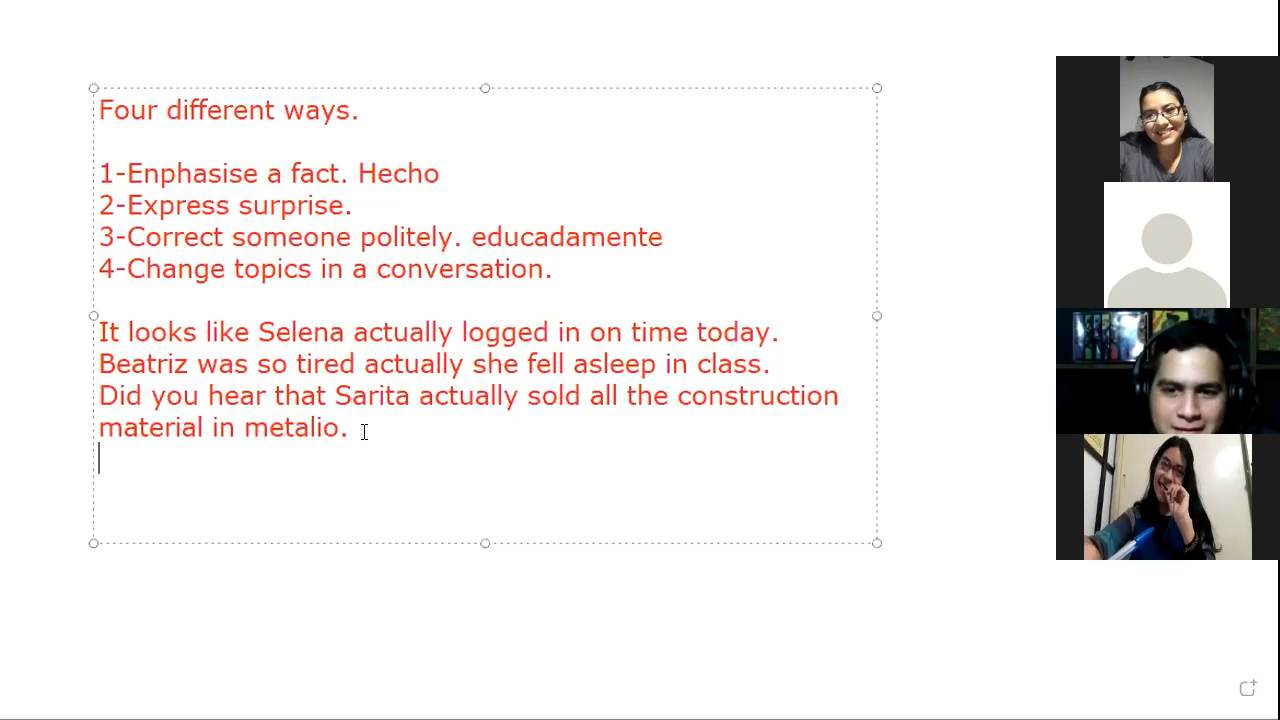 Four different ways.
1-Enphasise a fact. Hecho
2-Express surprise.
3-Correct someone politely. educadamente
4-Change topics in a conversation.
It looks like Selena actually logged in on time today.
Beatriz was so tired actually she fell asleep in class.
Did you hear that Sarita actually sold all the construction
material in metalio.